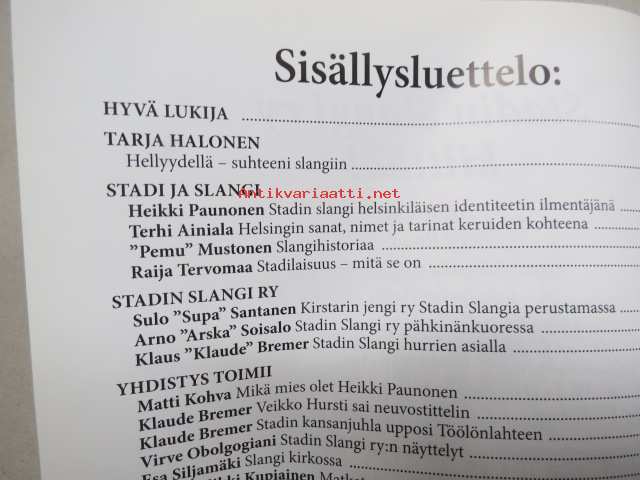 Sisällysluettelo:
HYVÄ LUKIJA
TARJA HALONEN
Hellyydellä – suhteeni slangiin
STADI JA SLANGI
Antikvariaatti.net
Heikki Paunonen Stadin slangi helsinkiläisen identiteetin ilmentäjänä
Terhi Ainiala Helsingin sanat, nimet ja tarinat keruiden kohteena
”Pemu” Mustonen Slangihistoriaa
Raija Tervomaa Stadilaisuus – mitä se on
STADIN SLANGI RY
Sulo ”Supa” Santanen Kirstarin jengi ry Stadin Slangia perustamassa
Arno ”Arska” Soisalo Stadin Slangi ry pähkinänkuoressa
Klaus ”Klaude” Bremer Stadin Slangi hurrien asialla
YHDISTYS TOIMII
Matti Kohva Mikä mies olet Heikki Paunonen
Klaude Bremer Veikko Hursti sai neuvostittelin
Klaude Bremer Stadin kansanjuhla upposi Töölönlahteen
Virve Obolgogiani Stadin Slangi ry:n näyttelyt
Esa Siljamäki Slangi kirkossa
Kupiainen